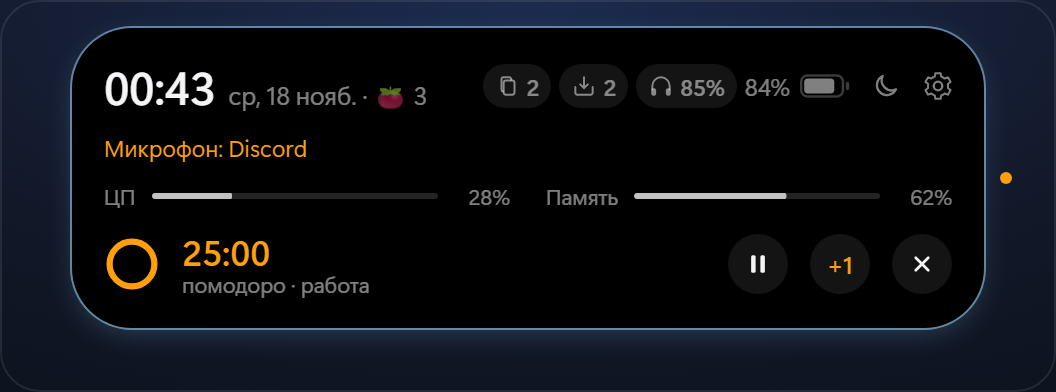 00:43 ср, 18 нояб. · 🍅 3 2 2 85% 84%
Микрофон: Discord
ЦП 28% Память 62%
25:00
помодоро · работа
+1